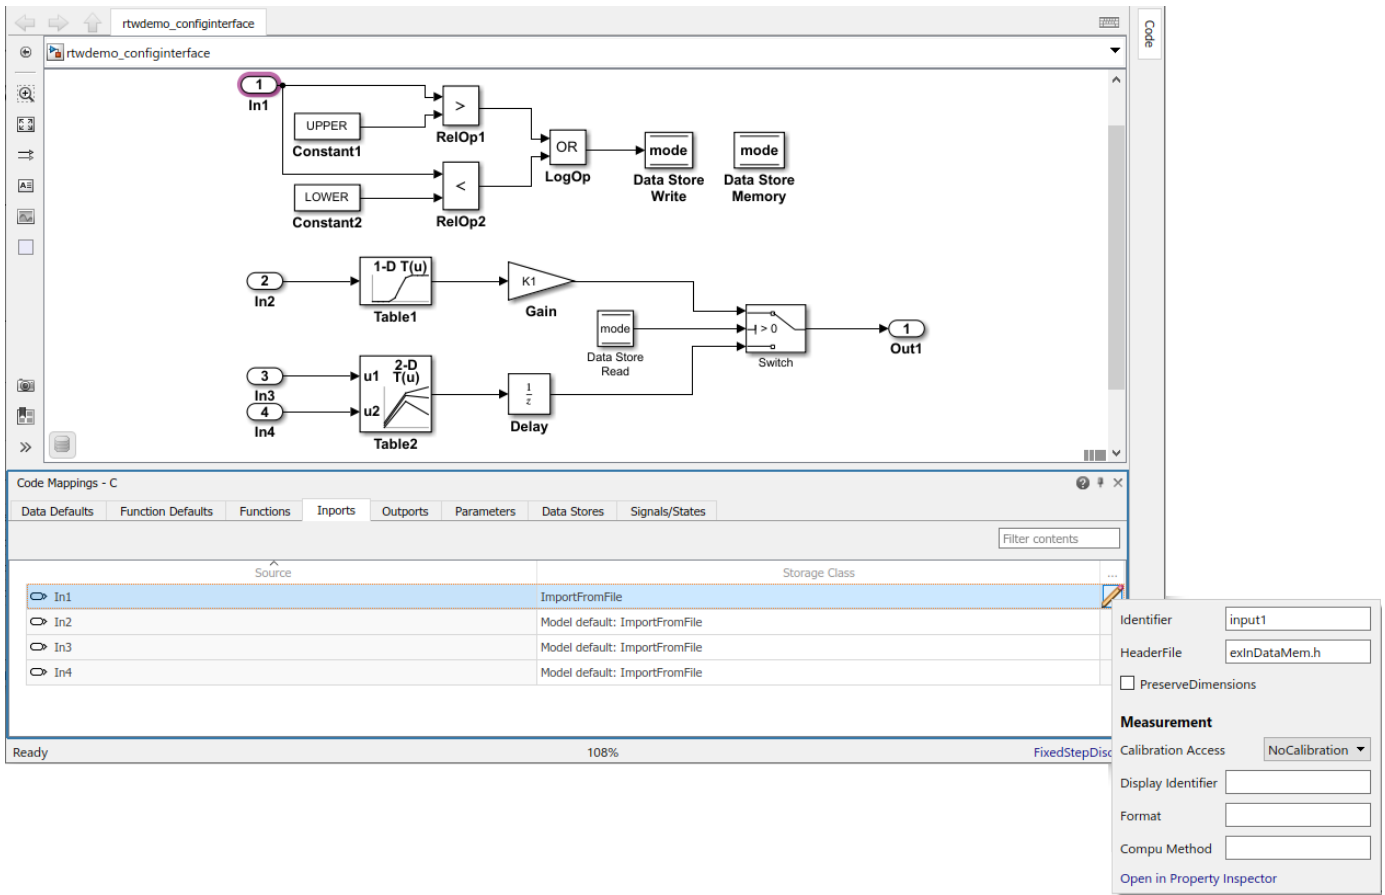 rtwdemo_configinterface
Code
rtwdemo_configinterface
1
In1
UPPER
Constant1
>
RelOp1
OR
LogOp
mode
Data Store
Write
mode
Data Store
Memory
LOWER
Constant2
<
RelOp2
2
In2
1-D T(u)
Table1
K1
Gain
mode
Data Store
Read
> 0
Switch
1
Out1
3
In3
4
In4
2-D
T(u)
u1
u2
Table2
1
z
Delay
Code Mappings - C
Data Defaults Function Defaults Functions Inports Outports Parameters Data Stores Signals/States
Filter contents
Source Storage Class ...
In1 ImportFromFile
In2 Model default: ImportFromFile
In3 Model default: ImportFromFile
In4 Model default: ImportFromFile
Ready 108% FixedStepDisc
Identifier input1
HeaderFile exInDataMem.h
PreserveDimensions
Measurement
Calibration Access NoCalibration
Display Identifier
Format
Compu Method
Open in Property Inspector